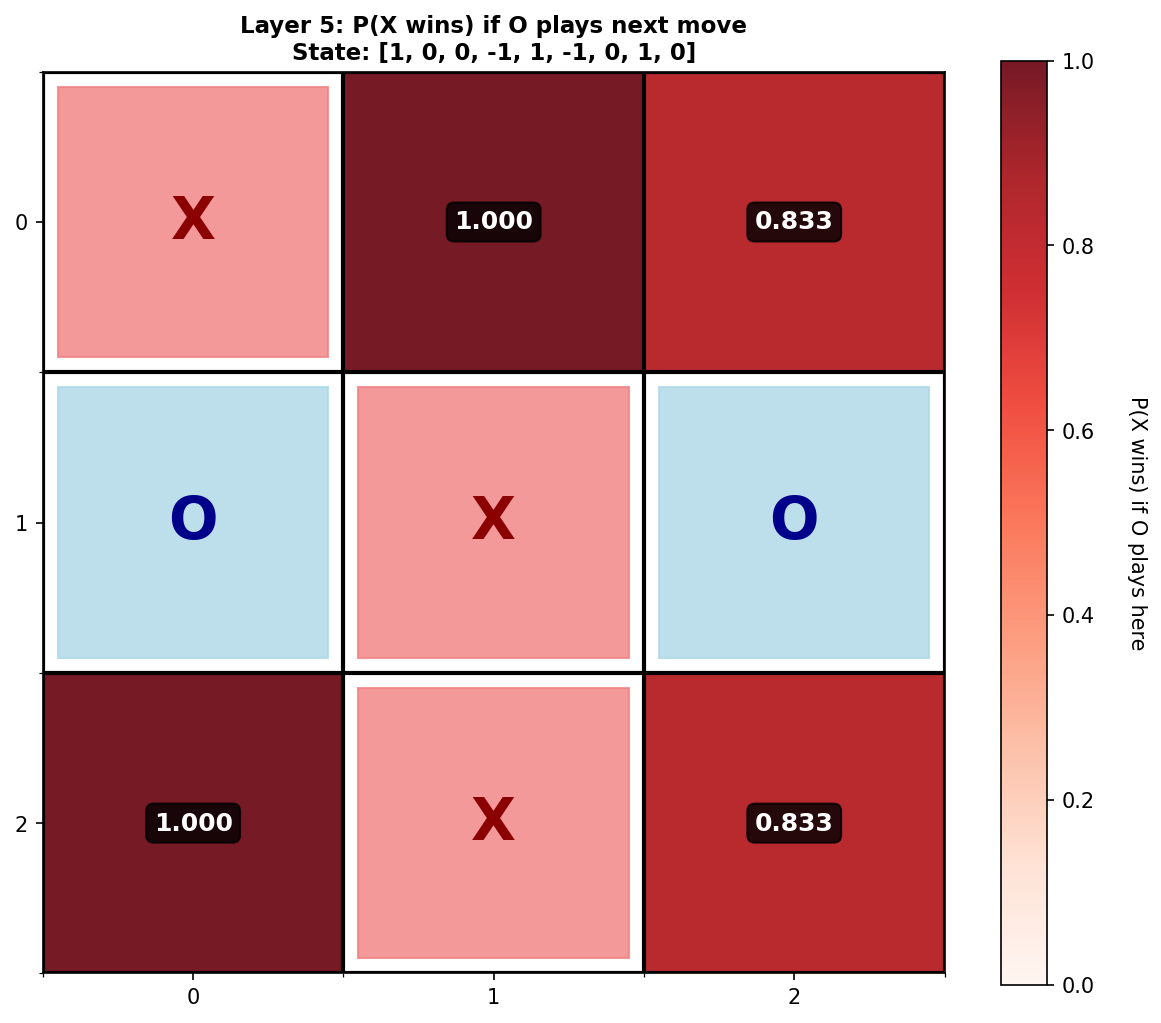 Layer 5: P(X wins) if O plays next move
State: [1, 0, 0, -1, 1, -1, 0, 1, 0]
0
X
1.000
0.833
1
O
X
O
2
1.000
X
0.833
0
1
2
1.0
0.8
0.6
0.4
0.2
0.0
P(X wins) if O plays here